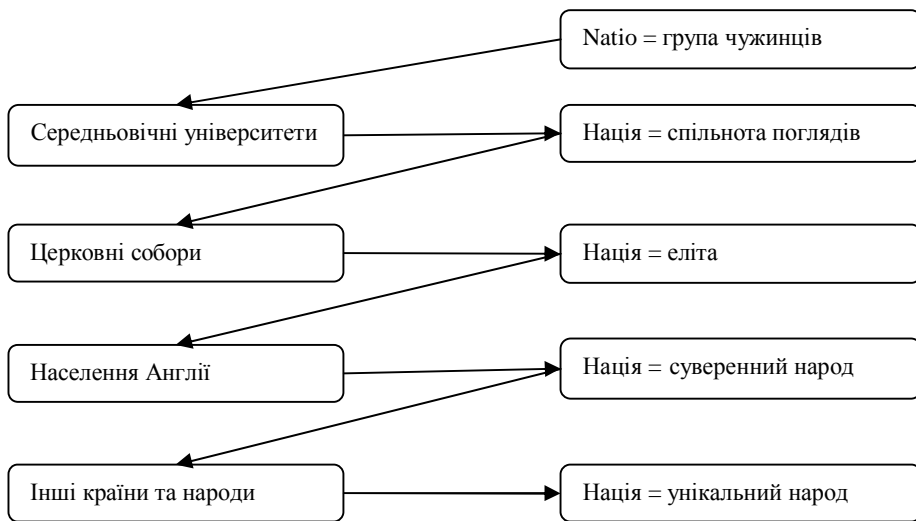 Natio = група чужинців
Середньовічні університети
Нація = спільнота поглядів
Церковні собори
Нація = еліта
Населення Англії
Нація = суверенний народ
Інші країни та народи
Нація = унікальний народ